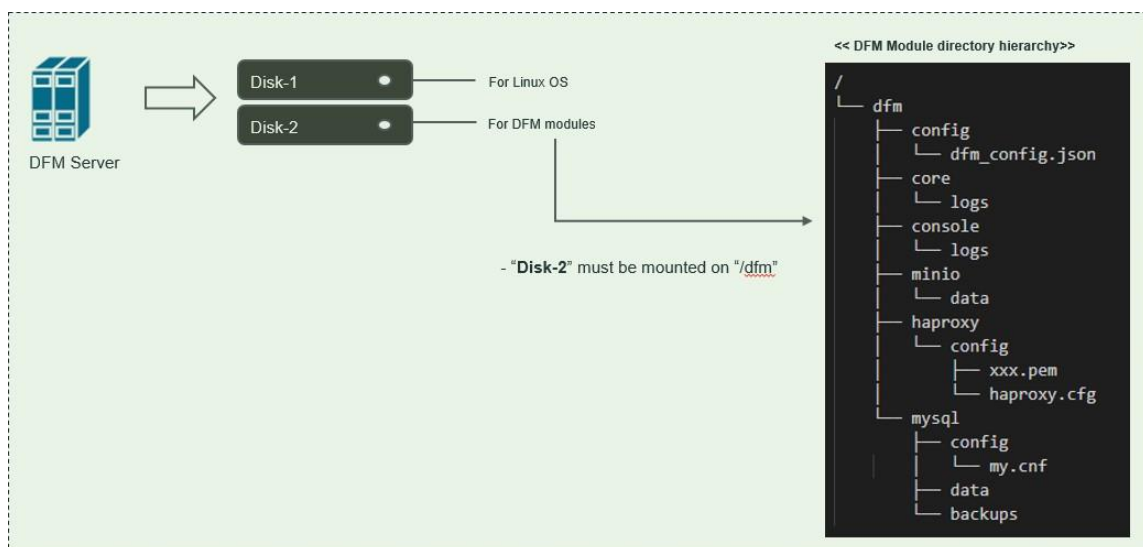 << DFM Module directory hierarchy>>
Disk-1
For Linux OS
Disk-2
For DFM modules
DFM Server
- “Disk-2” must be mounted on “/dfm”
/
└── dfm
├── config
│ └── dfm_config.json
├── core
│ └── logs
├── console
│ └── logs
├── minio
│ └── data
├── haproxy
│ └── config
│ ├── xxx.pem
│ └── haproxy.cfg
└── mysql
├── config
│ └── my.cnf
├── data
└── backups